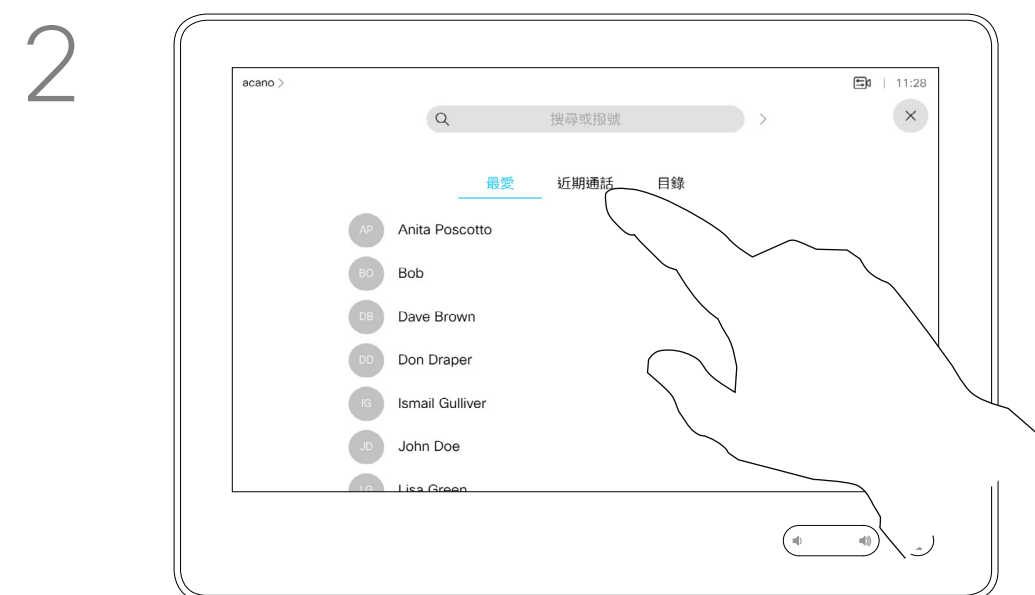 2
acano >
11:28
搜尋或撥號
最愛 近期通話 目錄
AP Anita Poscotto
BO Bob
DB Dave Brown
DD Don Draper
IG Ismail Gulliver
JD John Doe
LG Lisa Green